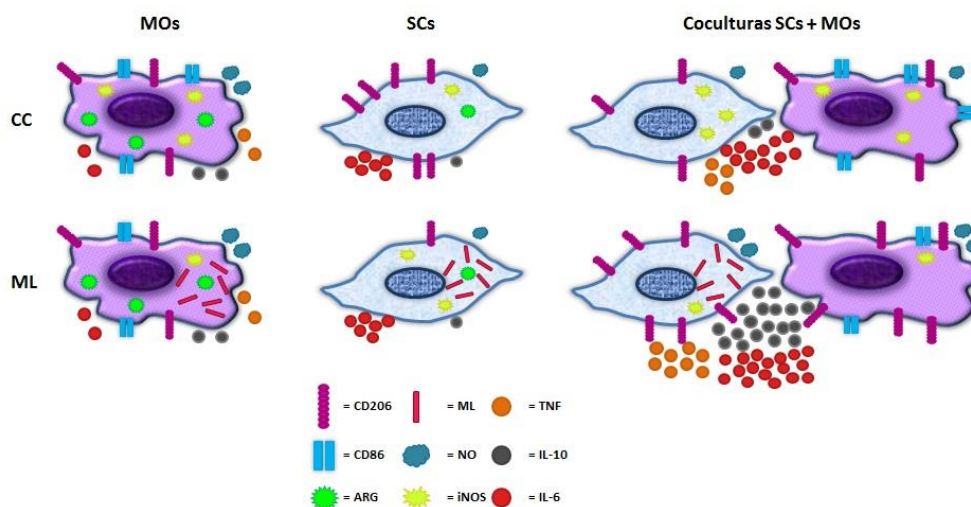 MOs SCs Coculturas SCs + MOs
CC
ML
= CD206 = ML = TNF
= CD86 = NO = IL-10
= ARG = iNOS = IL-6